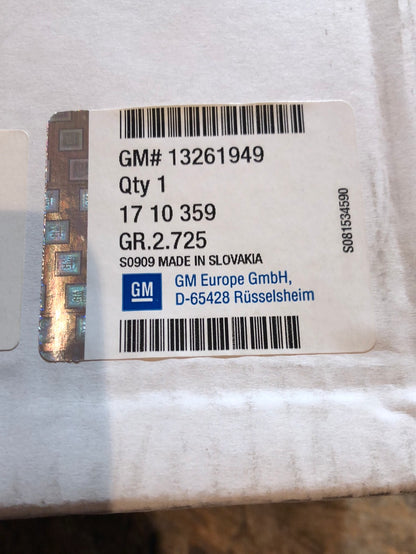 GM# 13261949
Qty 1
17 10 359
GR.2.725
S0909 MADE IN SLOVAKIA
GM
GM Europe GmbH,
D-65428 Rüsselsheim
S081534590